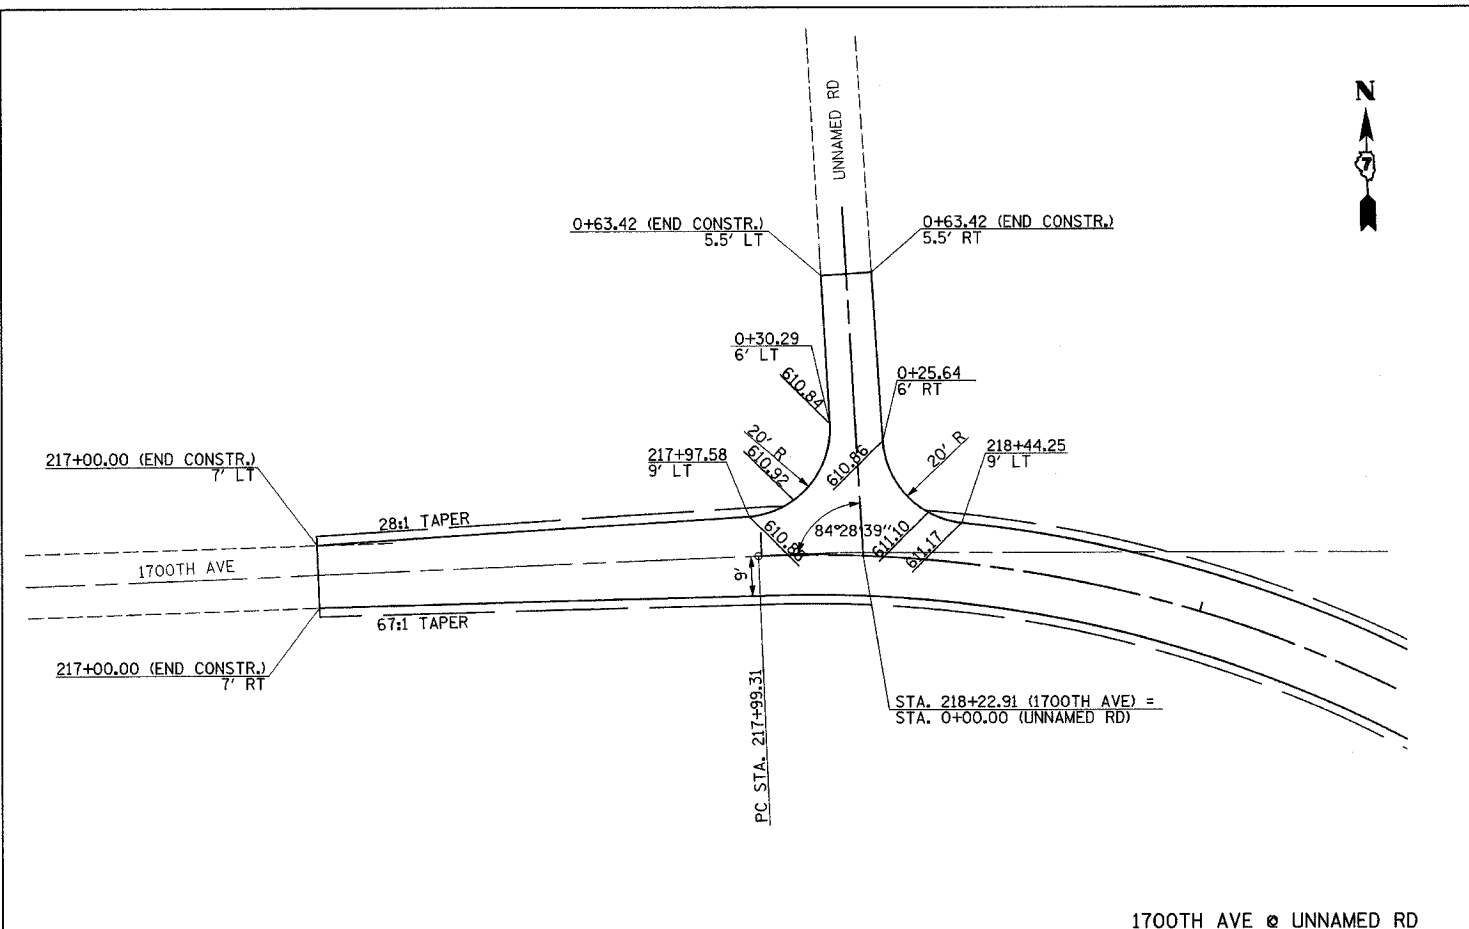 UNNAMED RD
N
7
0+63.42 (END CONSTR.)
5.5' LT
0+63.42 (END CONSTR.)
5.5' RT
0+30.29
6' LT
610.84
0+25.64
6' RT
20' R
610.92
217+97.58
9' LT
610.86
20' R
218+44.25
9' LT
217+00.00 (END CONSTR.)
7' LT
28:1 TAPER
84°28'39"
611.10
611.17
1700TH AVE
9'
67:1 TAPER
217+00.00 (END CONSTR.)
7' RT
PC STA. 217+99.31
STA. 218+22.91 (1700TH AVE) =
STA. 0+00.00 (UNNAMED RD)
1700TH AVE @ UNNAMED RD